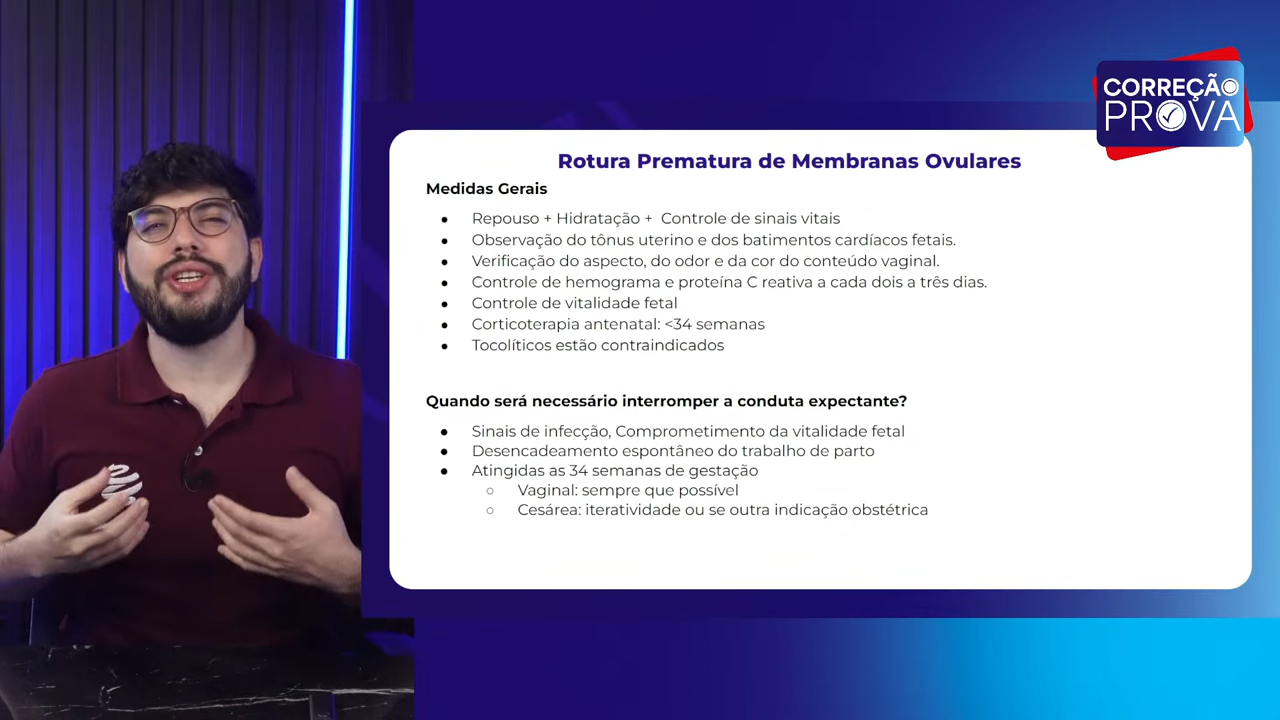 CORREÇÃO
PROVA
Rotura Prematura de Membranas Ovulares
Medidas Gerais
● Repouso + Hidratação + Controle de sinais vitais
● Observação do tônus uterino e dos batimentos cardíacos fetais.
● Verificação do aspecto, do odor e da cor do conteúdo vaginal.
● Controle de hemograma e proteína C reativa a cada dois a três dias.
● Controle de vitalidade fetal
● Corticoterapia antenatal: <34 semanas
● Tocolíticos estão contraindicados
Quando será necessário interromper a conduta expectante?
● Sinais de infecção, Comprometimento da vitalidade fetal
● Desencadeamento espontâneo do trabalho de parto
● Atingidas as 34 semanas de gestação
○ Vaginal: sempre que possível
○ Cesárea: iteratividade ou se outra indicação obstétrica